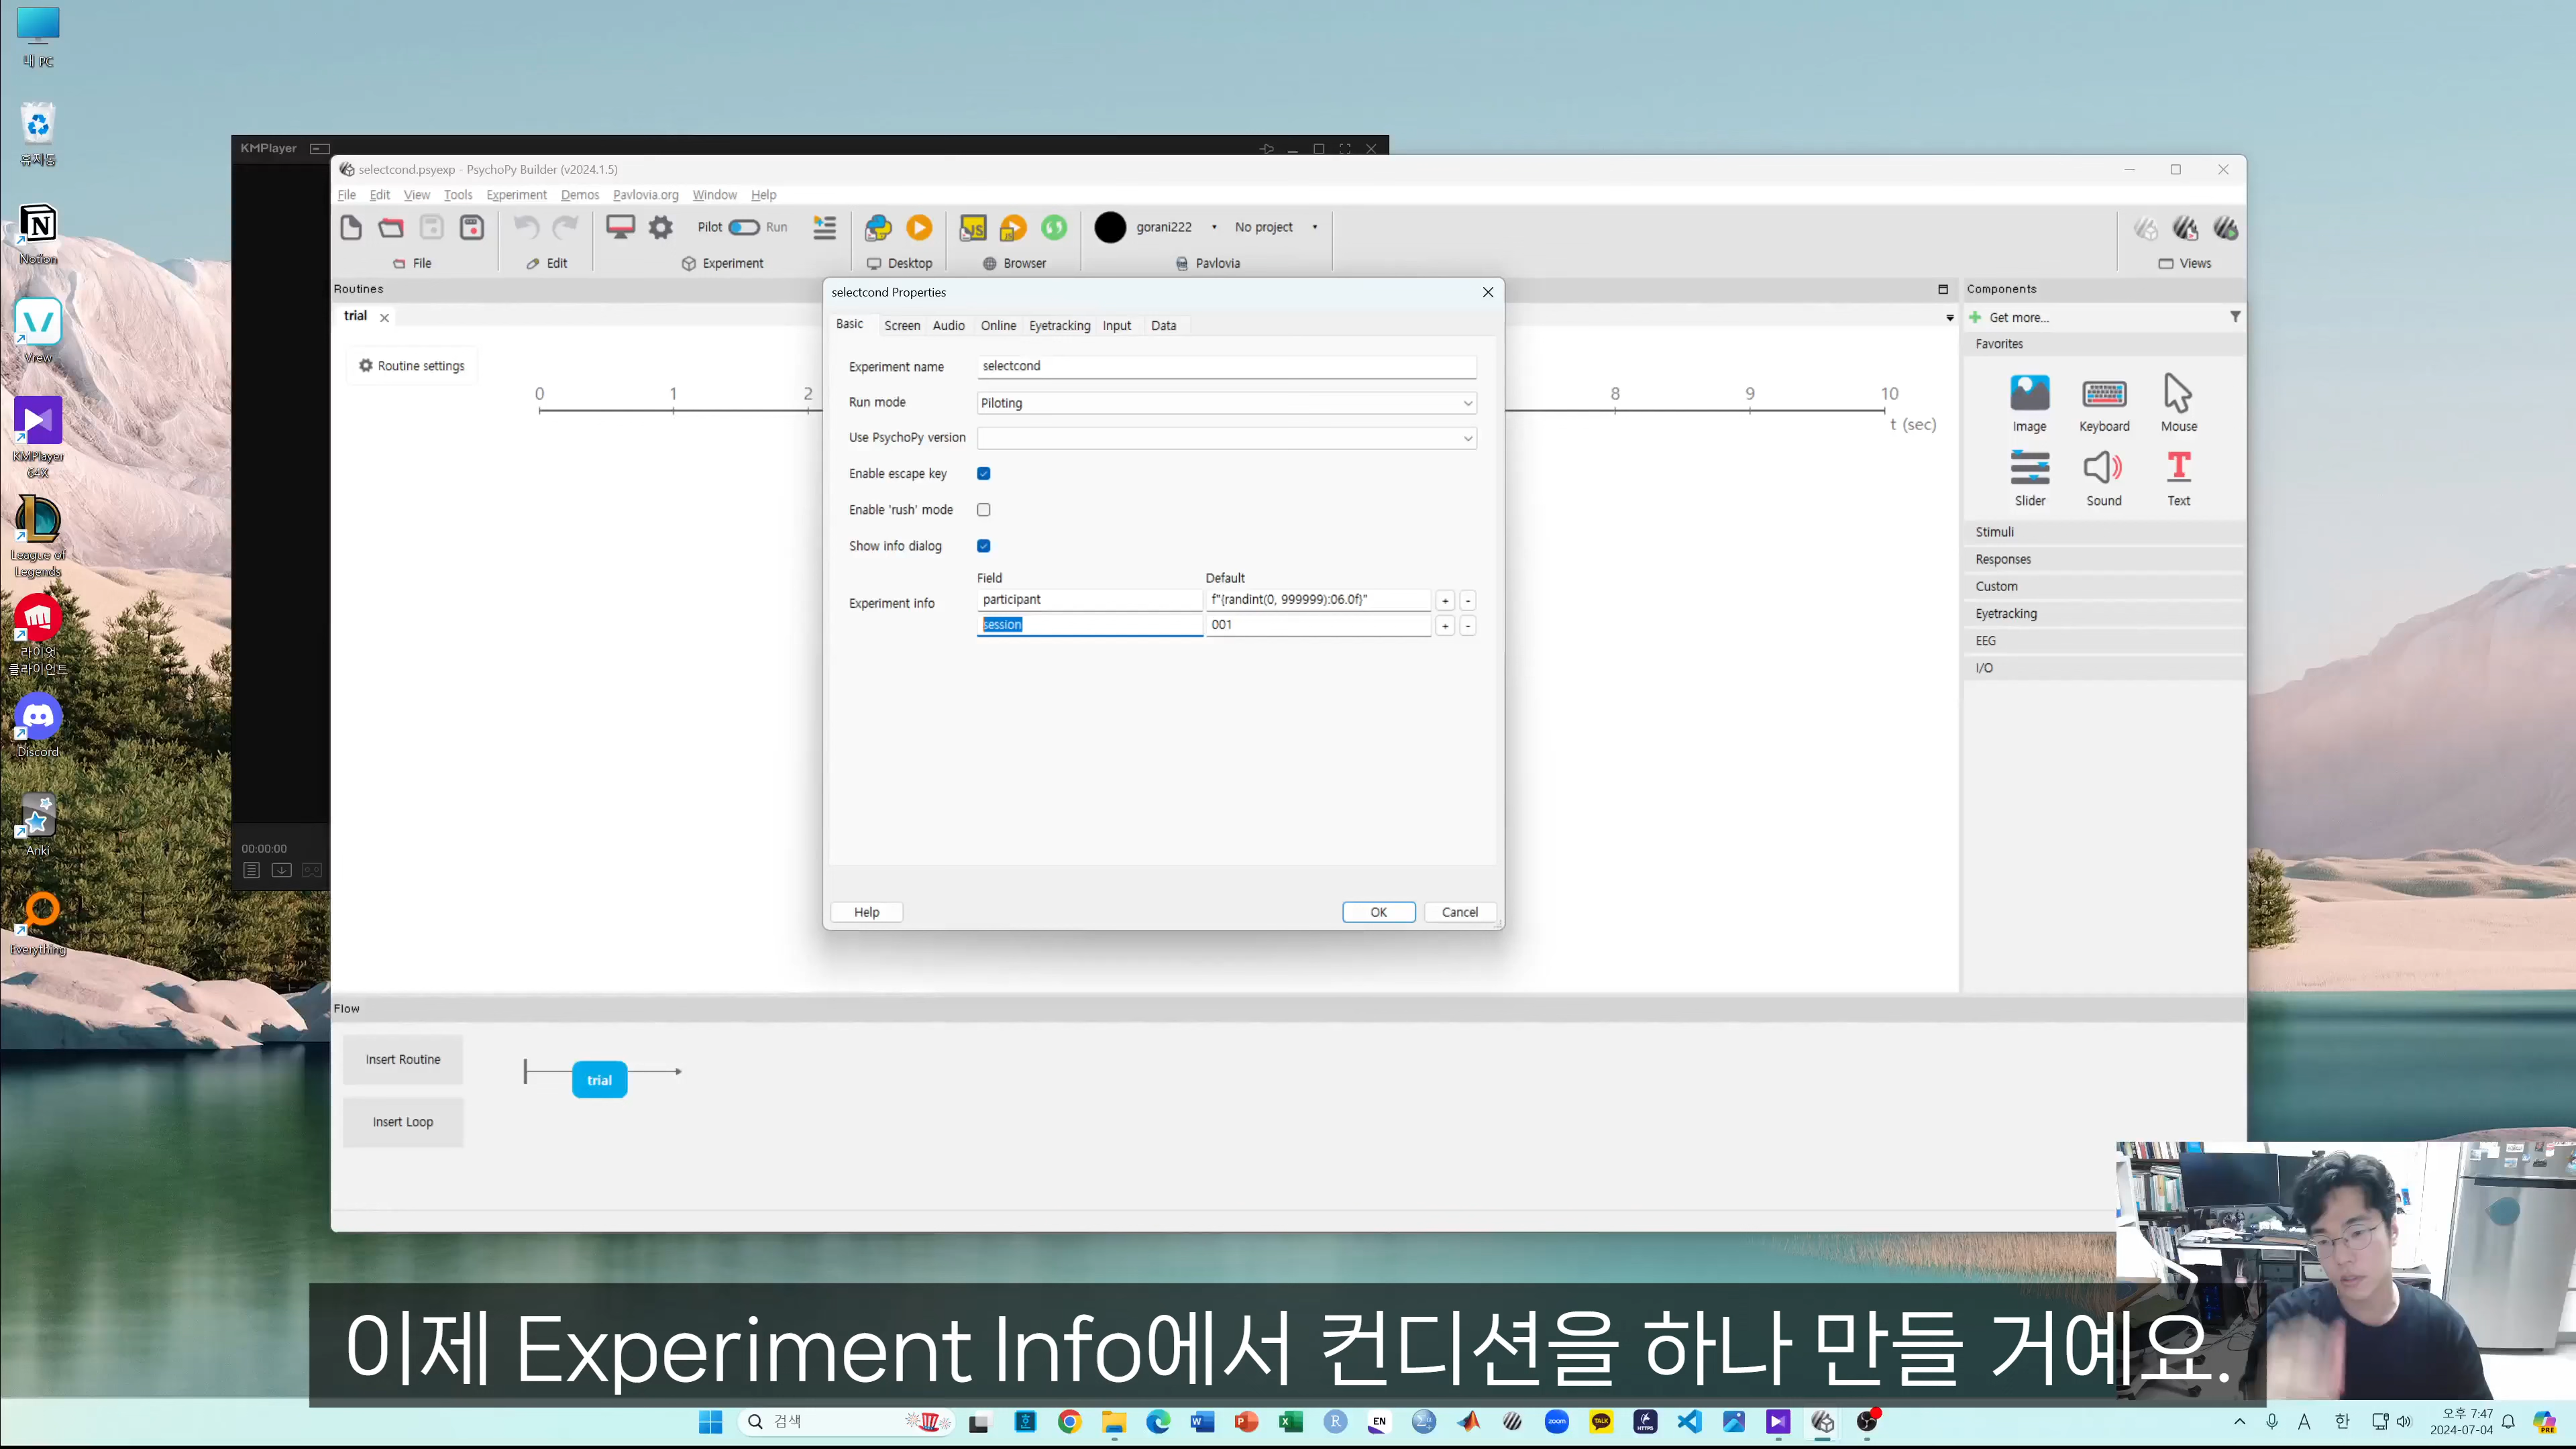 내 PC
휴지통
Notion
Vrew
KMPlayer
64X
League of
Legends
라이엇
클라이언트
Discord
Anki
Everything
KMPlayer
00:00:00
selectcond.psyexp - PsychoPy Builder (v2024.1.5)
File Edit View Tools Experiment Demos Pavlovia.org Window Help
Pilot Run
gorani222 No project
File Edit Experiment Desktop Browser Pavlovia Views
Routines
trial
Routine settings
0 1 2 8 9 10
t (sec)
selectcond Properties
Basic Screen Audio Online Eyetracking Input Data
Experiment name selectcond
Run mode Piloting
Use PsychoPy version
Enable escape key
Enable 'rush' mode
Show info dialog
Field Default
Experiment info participant f"{randint(0, 999999):06.0f}" + -
session 001 + -
Help OK Cancel
Components
Get more...
Favorites
Image Keyboard Mouse
Slider Sound Text
Stimuli
Responses
Custom
Eyetracking
EEG
I/O
Flow
Insert Routine
trial
Insert Loop
이제 Experiment Info에서 컨디션을 하나 만들 거예요.
검색
EN
zoom
TALK
A 한
오후 7:47
2024-07-04
PRE